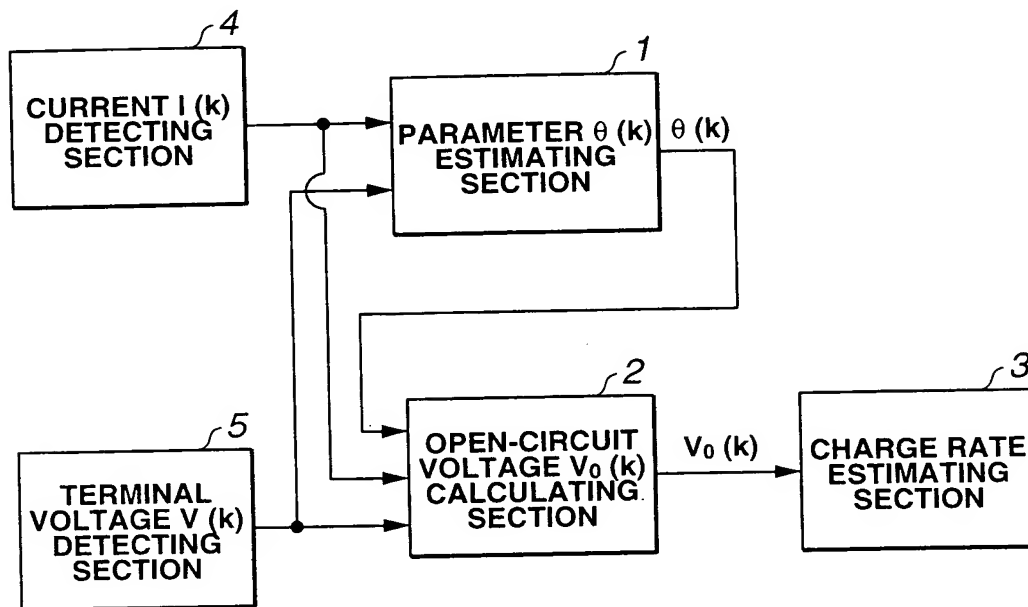 4
CURRENT I (k)
DETECTING
SECTION
1
PARAMETER θ (k)
ESTIMATING
SECTION
θ (k)
5
TERMINAL
VOLTAGE V (k)
DETECTING
SECTION
2
OPEN-CIRCUIT
VOLTAGE V₀ (k)
CALCULATING
SECTION
V₀ (k)
3
CHARGE RATE
ESTIMATING
SECTION